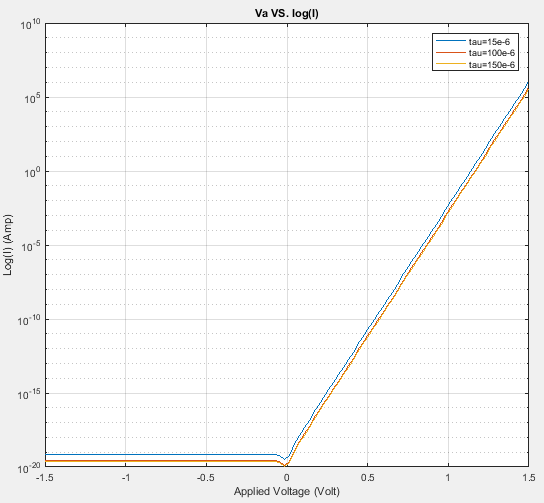 Va VS. log(I)
10^10
10^5
10^0
10^-5
10^-10
10^-15
10^-20
Log(I) (Amp)
tau=15e-6
tau=100e-6
tau=150e-6
-1.5
-1
-0.5
0
0.5
1
1.5
Applied Voltage (Volt)